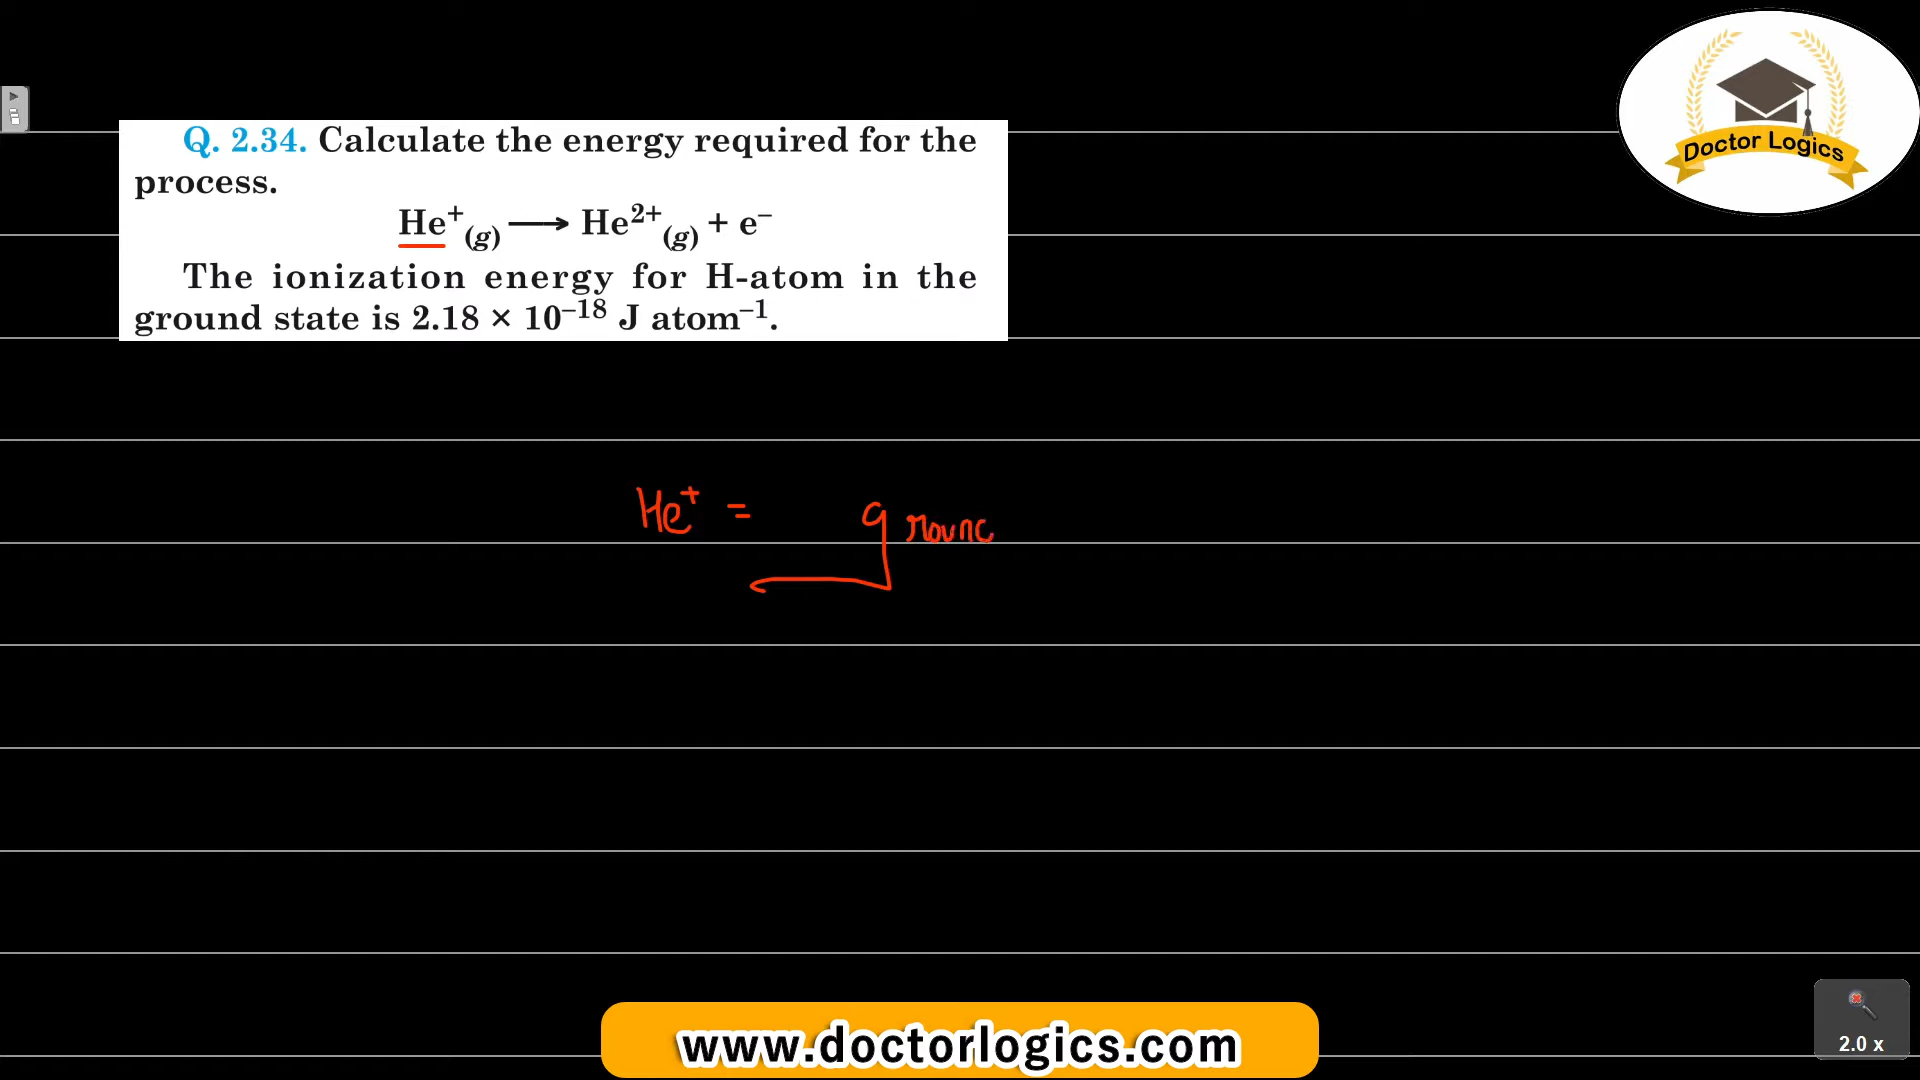 Doctor Logics
Q. 2.34. Calculate the energy required for the
process.
He⁺(g) ⟶ He²⁺(g) + e⁻
The ionization energy for H-atom in the
ground state is 2.18 × 10⁻¹⁸ J atom⁻¹.
He⁺ = grounc
www.doctorlogics.com
2.0 x